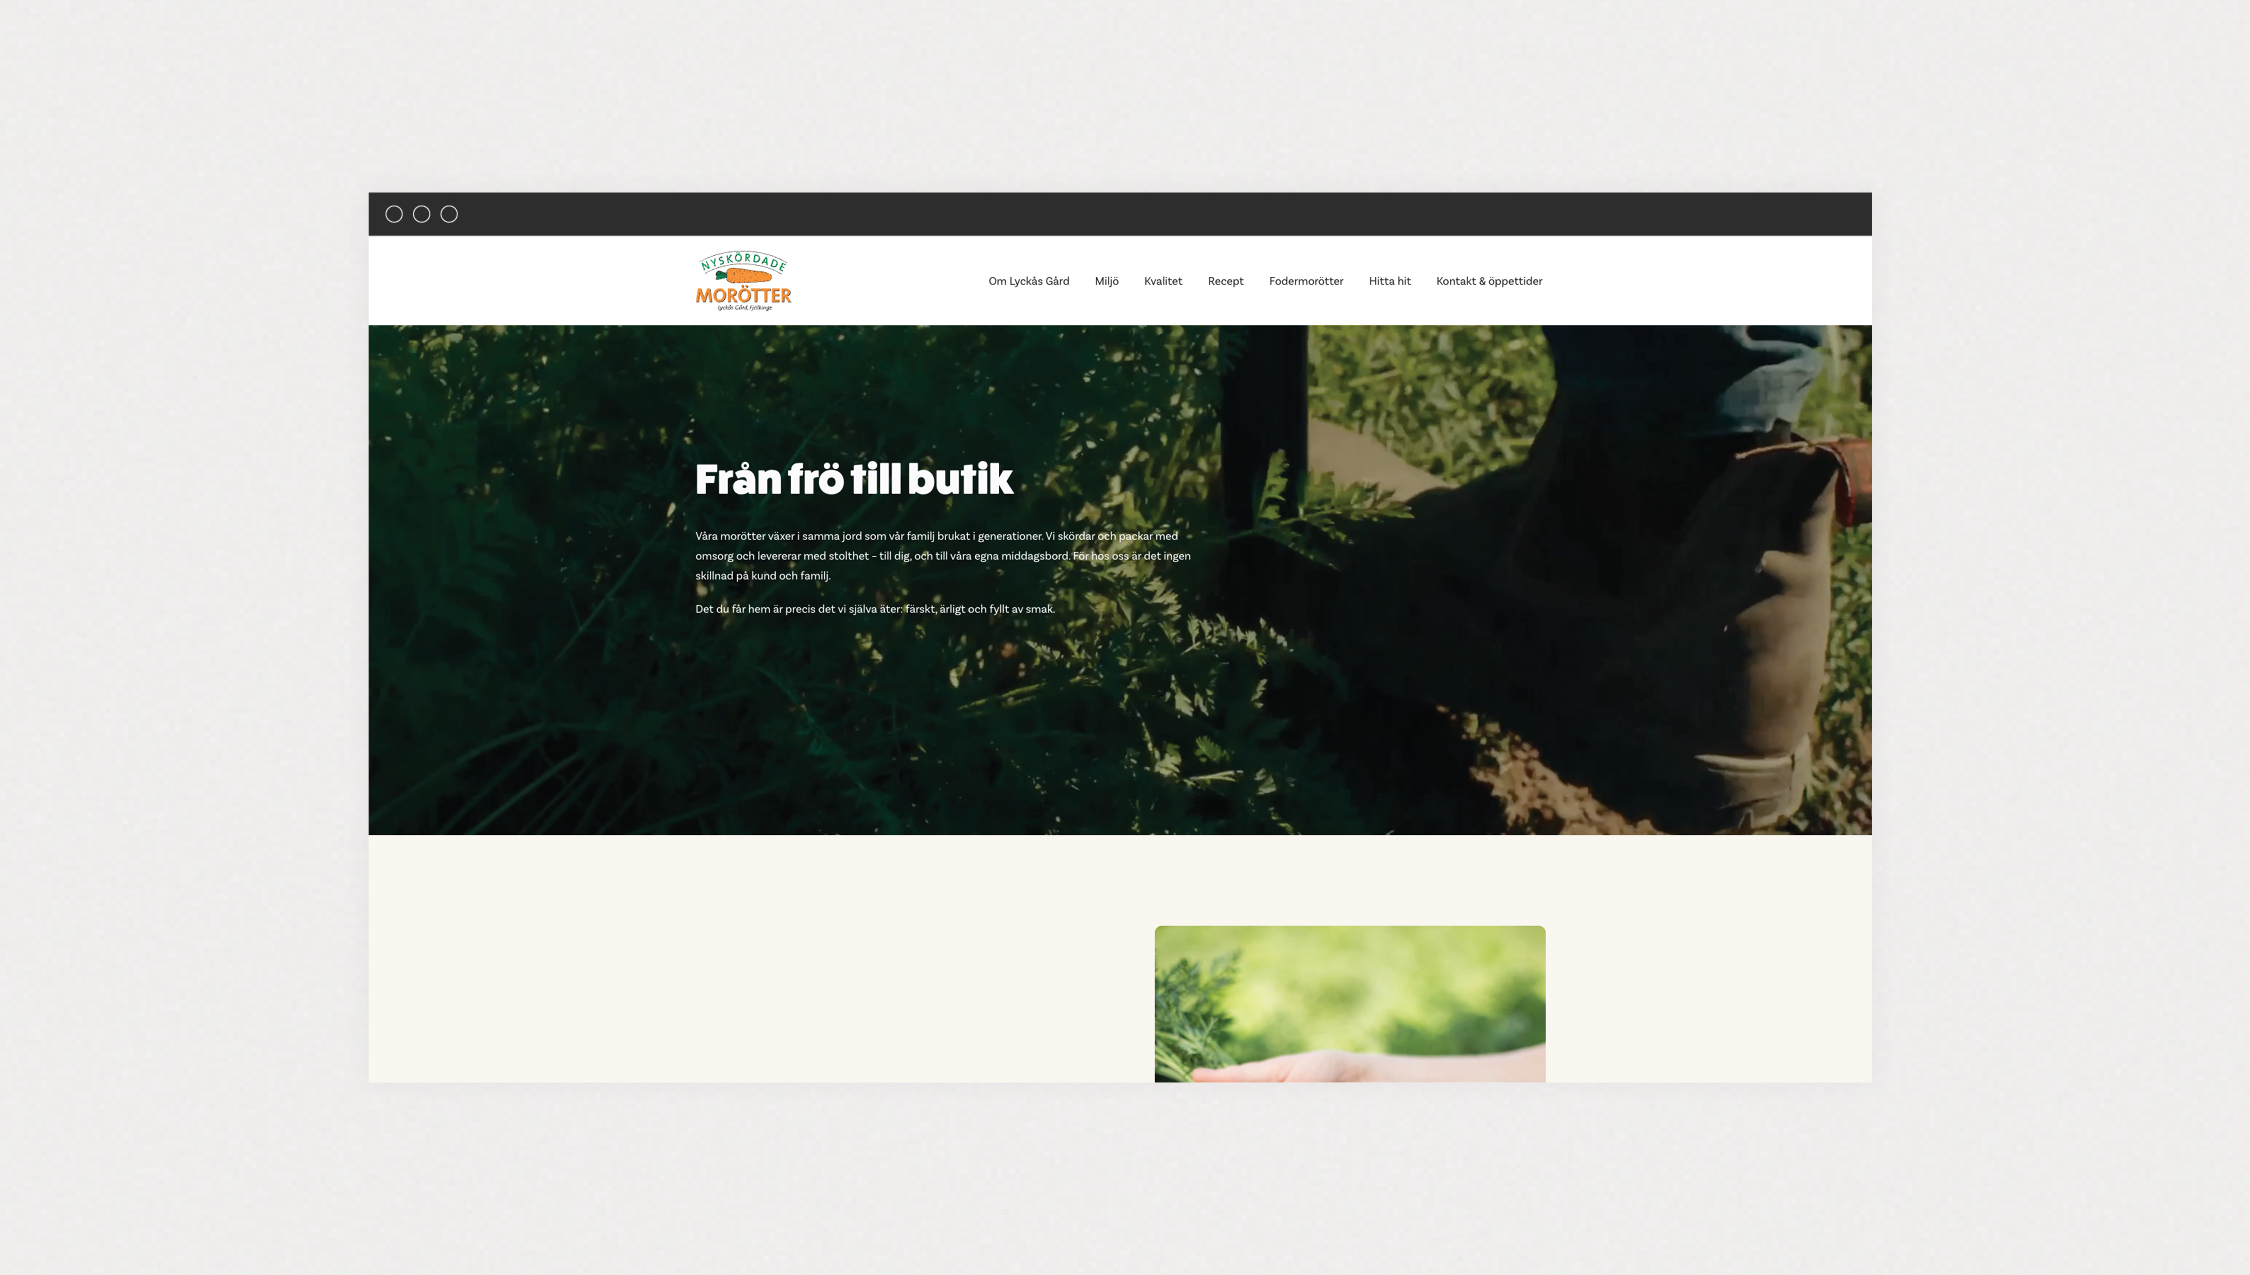 NYSKÖRDADE
MORÖTTER
Lyckås Gård, Fjälkinge
Om Lyckås Gård
Miljö
Kvalitet
Recept
Fodermorötter
Hitta hit
Kontakt & öppettider
Från frö till butik
Våra morötter växer i samma jord som vår familj brukat i generationer. Vi skördar och packar med
omsorg och levererar med stolthet – till dig, och till våra egna middagsbord. För hos oss är det ingen
skillnad på kund och familj.
Det du får hem är precis det vi själva äter: färskt, ärligt och fyllt av smak.